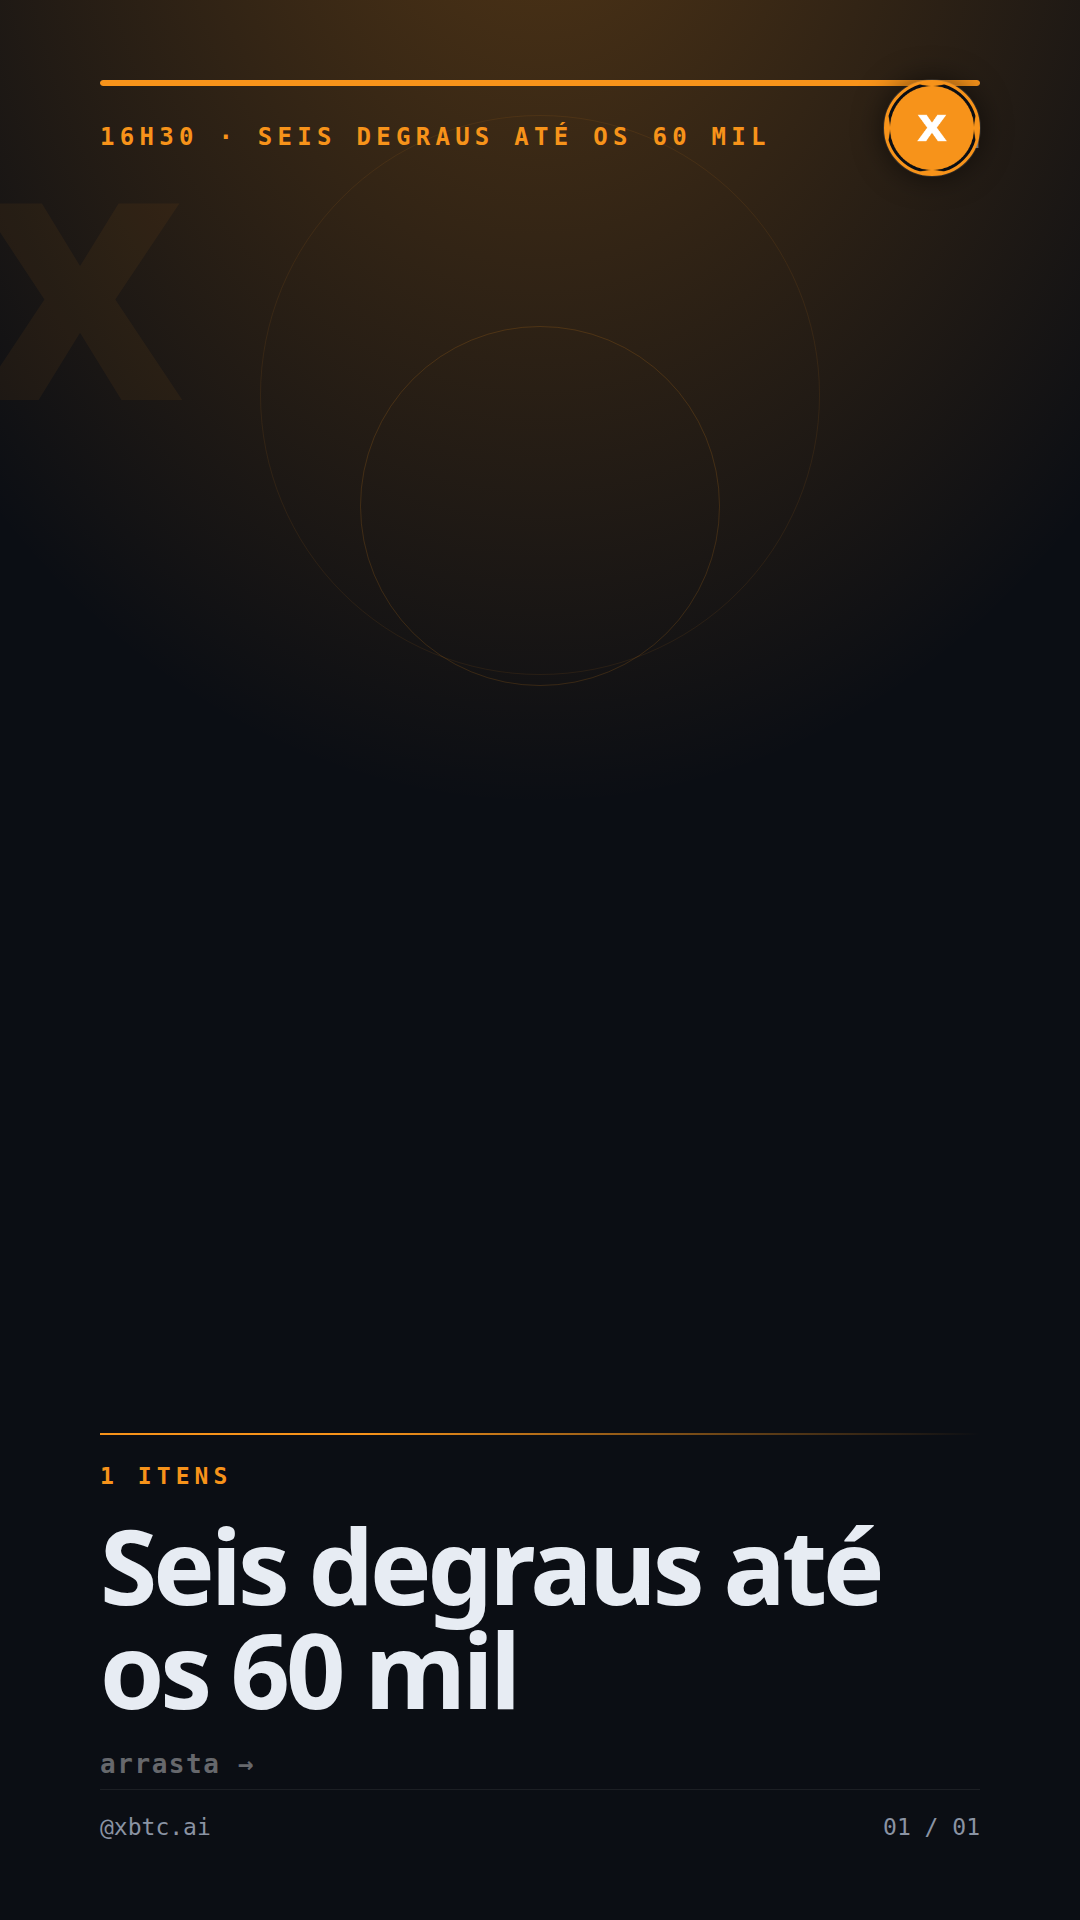 16H30 · SEIS DEGRAUS ATÉ OS 60 MIL
X
X
1 ITENS
Seis degraus até
os 60 mil
arrasta →
@xbtc.ai
01 / 01